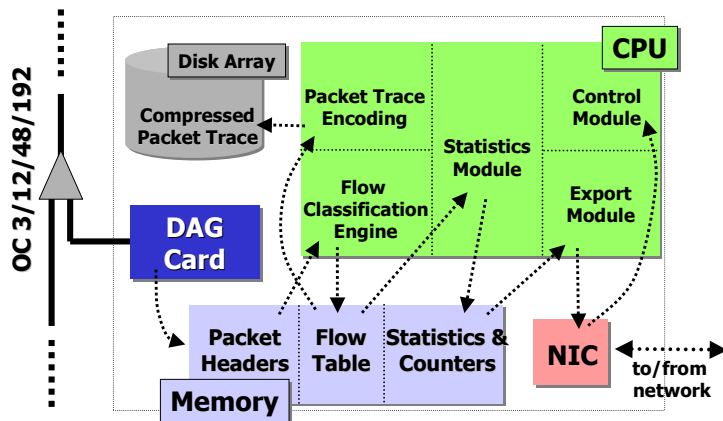 OC 3/12/48/192
Disk Array
Compressed
Packet Trace
CPU
Packet Trace
Encoding
Statistics
Module
Control
Module
Flow
Classification
Engine
Export
Module
DAG
Card
Packet
Headers
Flow
Table
Statistics &
Counters
Memory
NIC
to/from
network